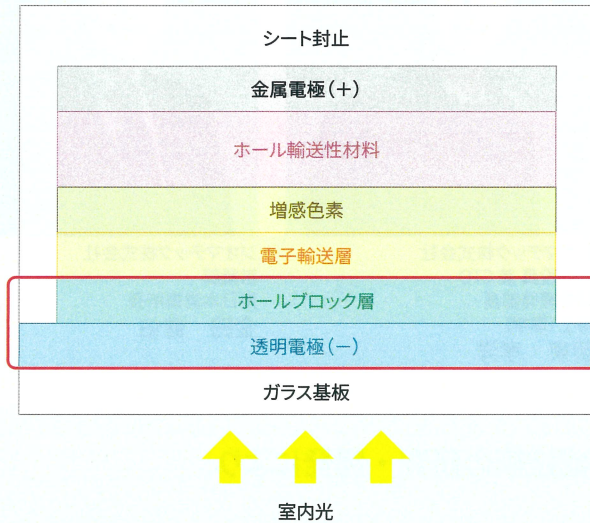 シート封止
金属電極(+)
ホール輸送性材料
増感色素
電子輸送層
ホールブロック層
透明電極(−)
ガラス基板
室内光